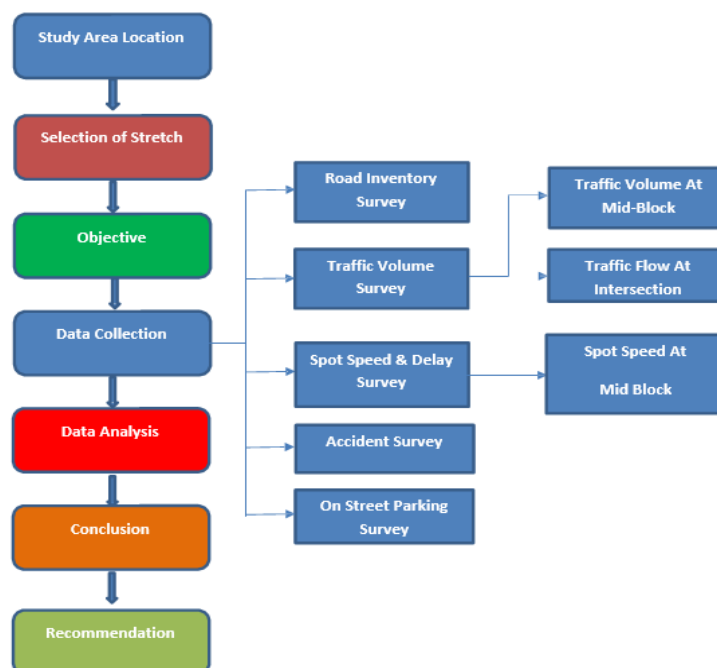 Study Area Location
Selection of Stretch
Objective
Data Collection
Data Analysis
Conclusion
Recommendation
Road Inventory
Survey
Traffic Volume
Survey
Spot Speed & Delay
Survey
Accident Survey
On Street Parking
Survey
Traffic Volume At
Mid-Block
Traffic Flow At
Intersection
Spot Speed At
Mid Block